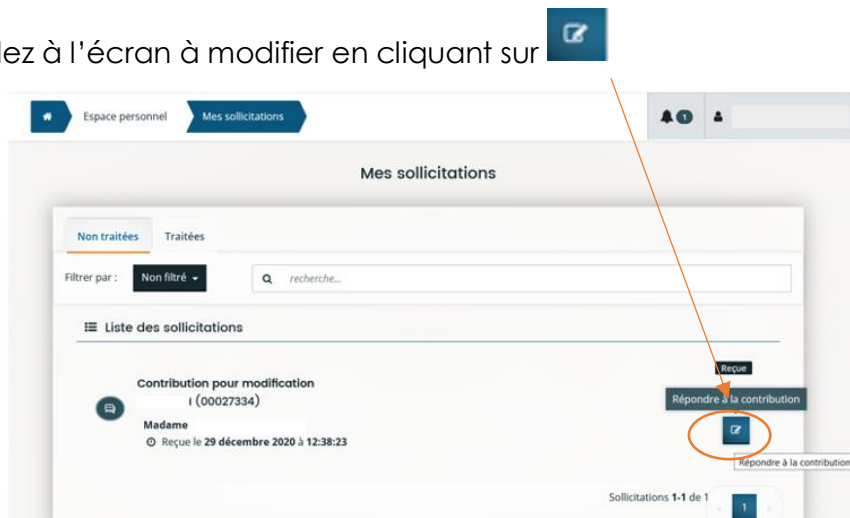 lez à l’écran à modifier en cliquant sur
Espace personnel Mes sollicitations 1
Mes sollicitations
Non traitées Traitées
Filtrer par : Non filtré recherche...
Liste des sollicitations
Reçue
Contribution pour modification
(00027334)
Répondre à la contribution
Madame
Reçue le 29 décembre 2020 à 12:38:23
Répondre à la contribution
Sollicitations 1-1 de 1
1